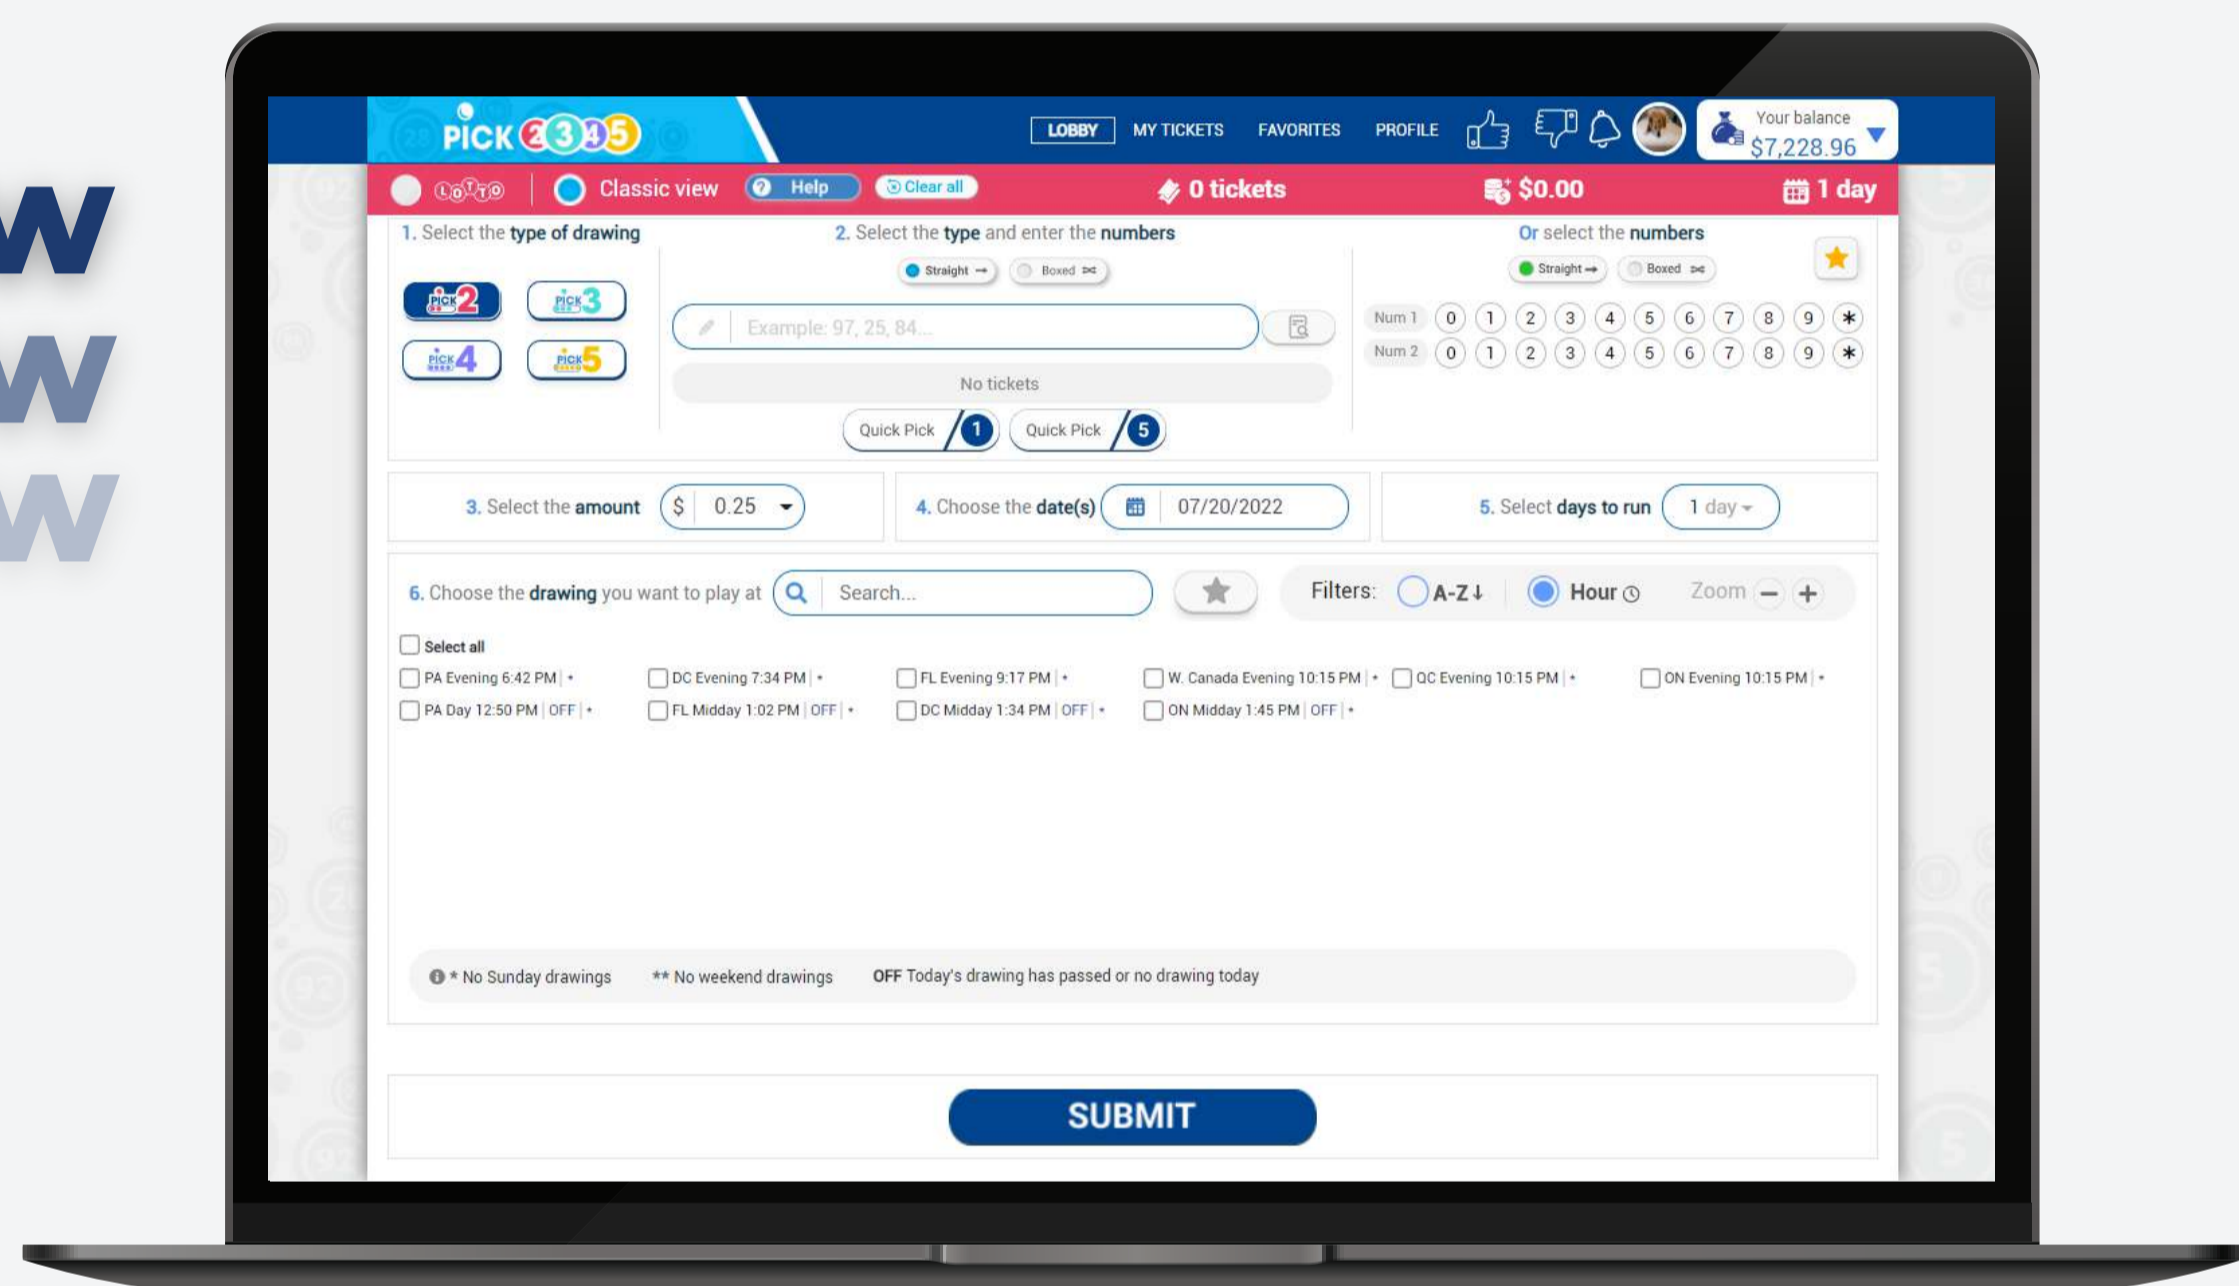 W
W
W
PICK 2345
LOBBY MY TICKETS FAVORITES PROFILE
Your balance
$7,228.96
LOTTO Classic view Help Clear all 0 tickets $0.00 1 day
1. Select the type of drawing
PICK 2 PICK 3
PICK 4 PICK 5
2. Select the type and enter the numbers
Straight Boxed
Example: 97, 25, 84...
No tickets
Quick Pick 1 Quick Pick 5
Or select the numbers
Straight Boxed
Num 1 0 1 2 3 4 5 6 7 8 9 *
Num 2 0 1 2 3 4 5 6 7 8 9 *
3. Select the amount $ 0.25
4. Choose the date(s) 07/20/2022
5. Select days to run 1 day
6. Choose the drawing you want to play at Search...
Filters: A-Z↓ Hour Zoom − +
Select all
PA Evening 6:42 PM | * DC Evening 7:34 PM | * FL Evening 9:17 PM | * W. Canada Evening 10:15 PM | * QC Evening 10:15 PM | * ON Evening 10:15 PM | *
PA Day 12:50 PM | OFF | * FL Midday 1:02 PM | OFF | * DC Midday 1:34 PM | OFF | * ON Midday 1:45 PM | OFF | *
* No Sunday drawings ** No weekend drawings OFF Today's drawing has passed or no drawing today
SUBMIT